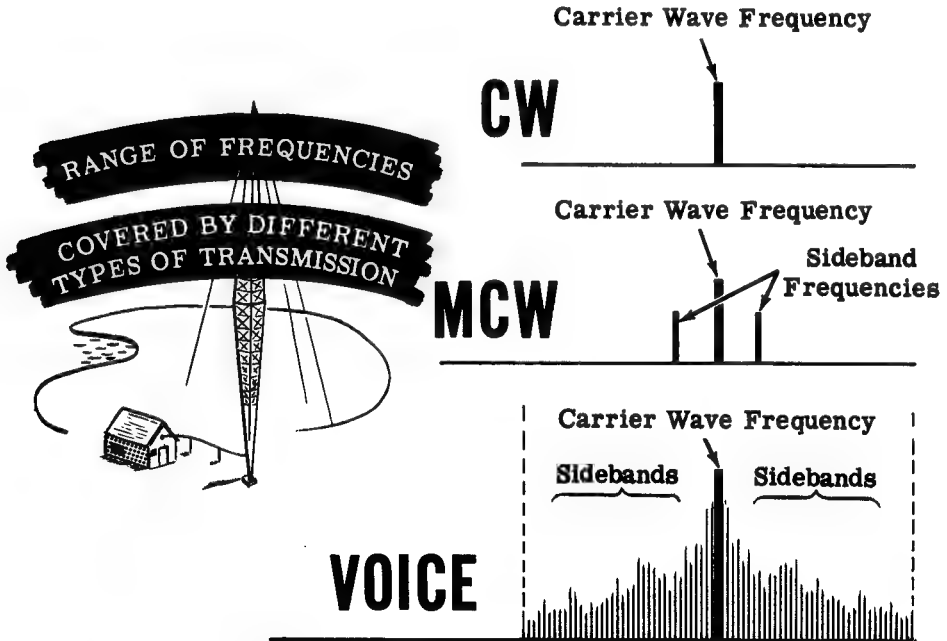 RANGE OF FREQUENCIES
COVERED BY DIFFERENT
TYPES OF TRANSMISSION
Carrier Wave Frequency
CW
Carrier Wave Frequency
Sideband
Frequencies
MCW
Carrier Wave Frequency
Sidebands
Sidebands
VOICE